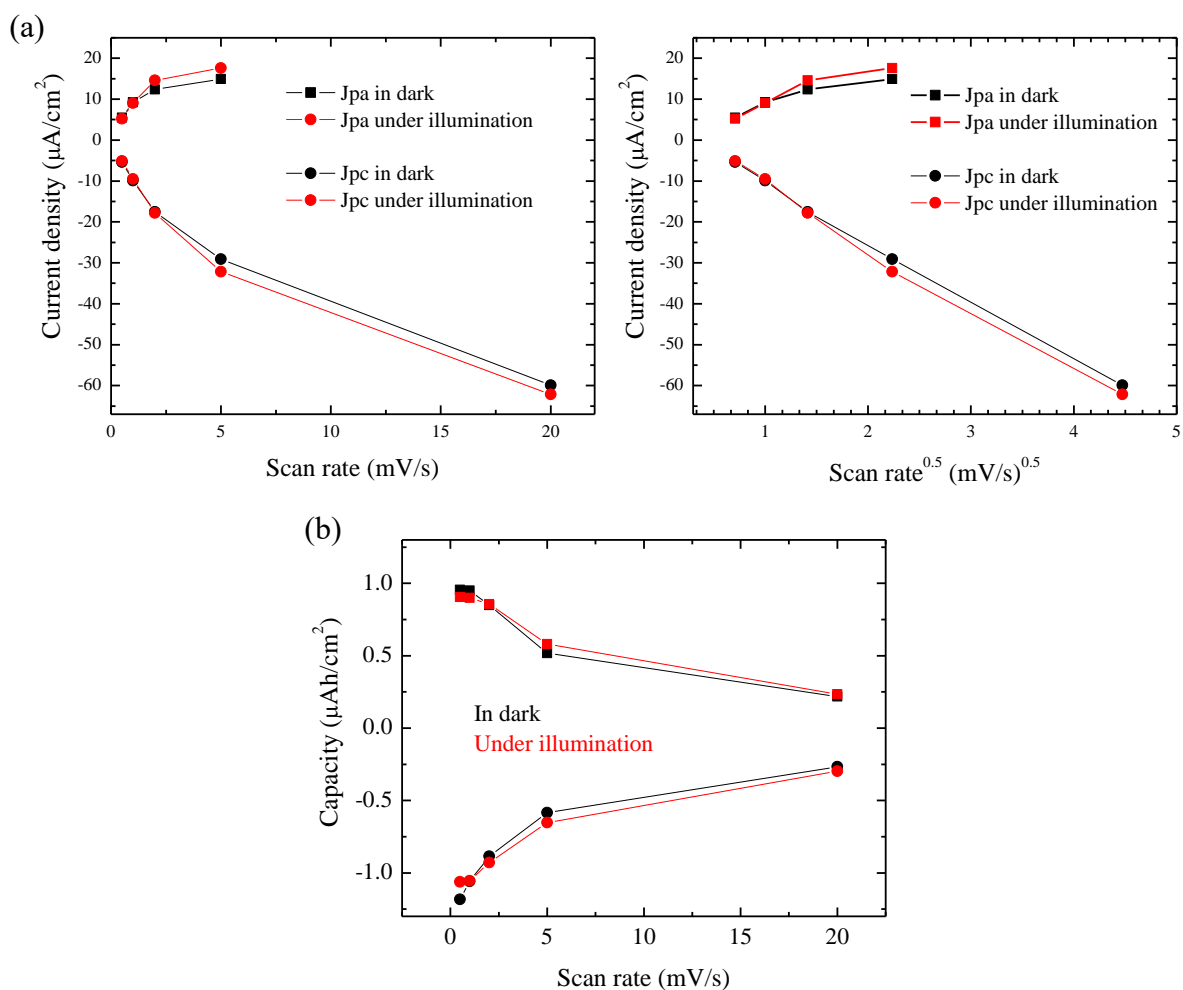 (a)
20
10
0
-10
-20
-30
-40
-50
-60
Current density (µA/cm²)
Jpa in dark
Jpa under illumination
Jpc in dark
Jpc under illumination
0 5 10 15 20
Scan rate (mV/s)
20
10
0
-10
-20
-30
-40
-50
-60
Current density (µA/cm²)
Jpa in dark
Jpa under illumination
Jpc in dark
Jpc under illumination
1 2 3 4 5
Scan rate^0.5 (mV/s)^0.5
(b)
1.0
0.5
0.0
-0.5
-1.0
Capacity (µAh/cm²)
In dark
Under illumination
0 5 10 15 20
Scan rate (mV/s)